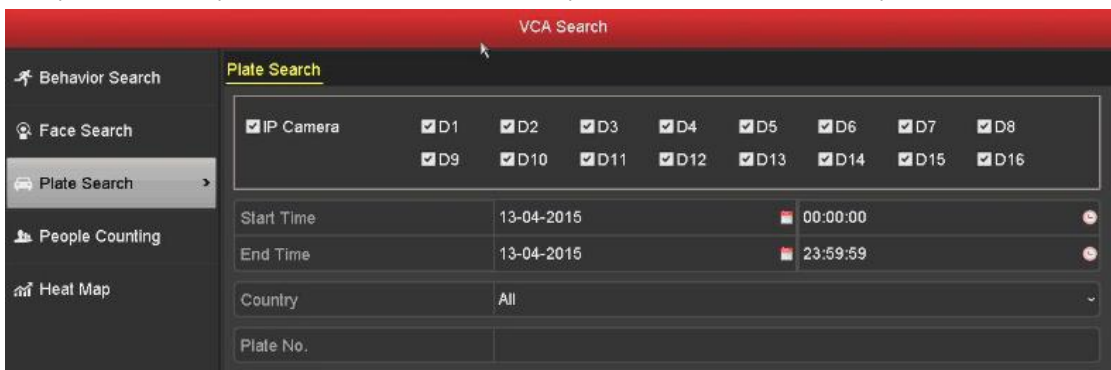 VCA Search
Behavior Search
Face Search
Plate Search
People Counting
Heat Map
Plate Search
IP Camera D1 D2 D3 D4 D5 D6 D7 D8
D9 D10 D11 D12 D13 D14 D15 D16
Start Time 13-04-2015 00:00:00
End Time 13-04-2015 23:59:59
Country All
Plate No.